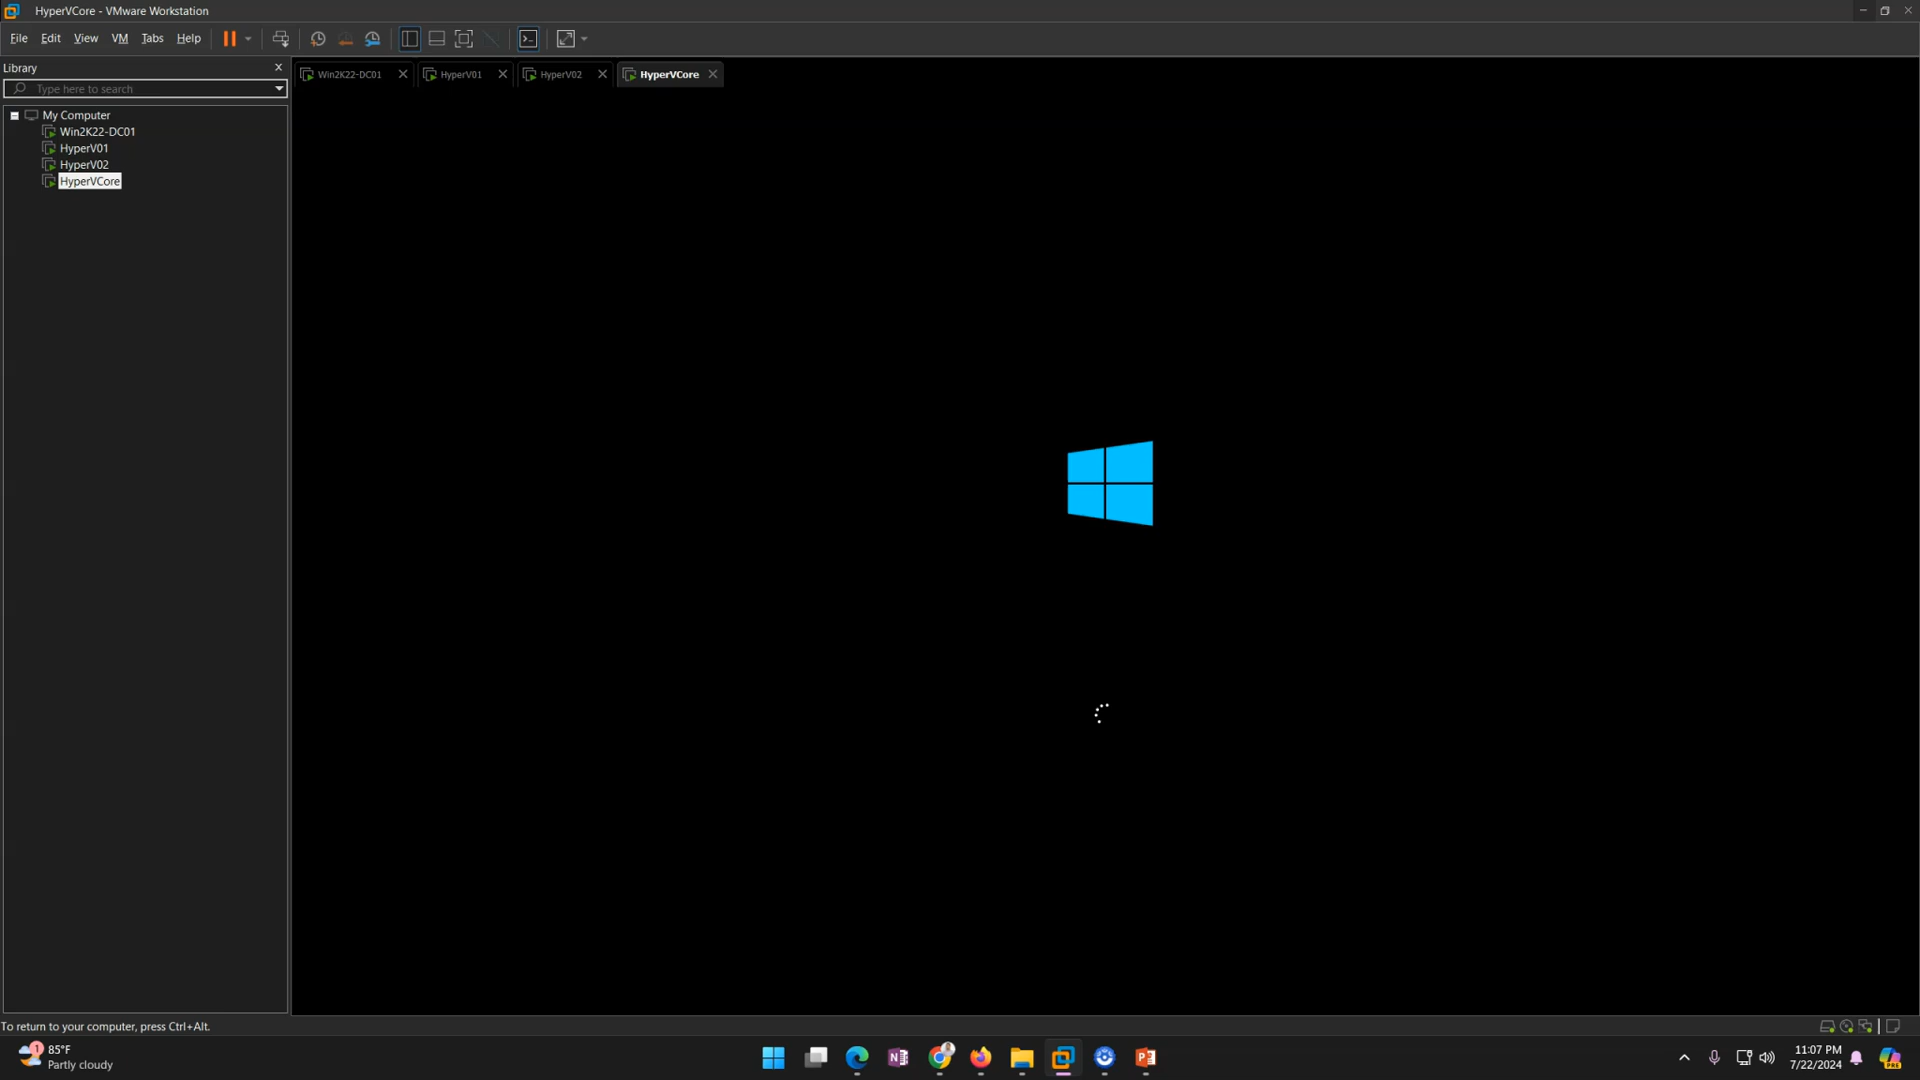 HyperVCore - VMware Workstation
File Edit View VM Tabs Help
Library
Type here to search
My Computer
Win2K22-DC01
HyperV01
HyperV02
HyperVCore
Win2K22-DC01 HyperV01 HyperV02 HyperVCore
To return to your computer, press Ctrl+Alt.
1
85°F
Partly cloudy
N
P
PRE
11:07 PM
7/22/2024